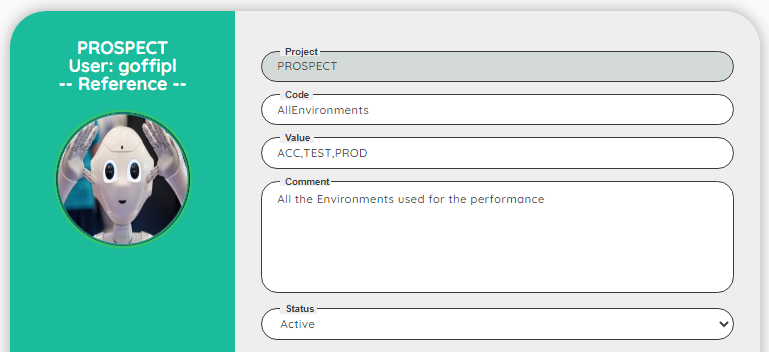 PROSPECT
User: goffipl
-- Reference --
Project
PROSPECT
Code
AllEnvironments
Value
ACC,TEST,PROD
Comment
All the Environments used for the performance
Status
Active